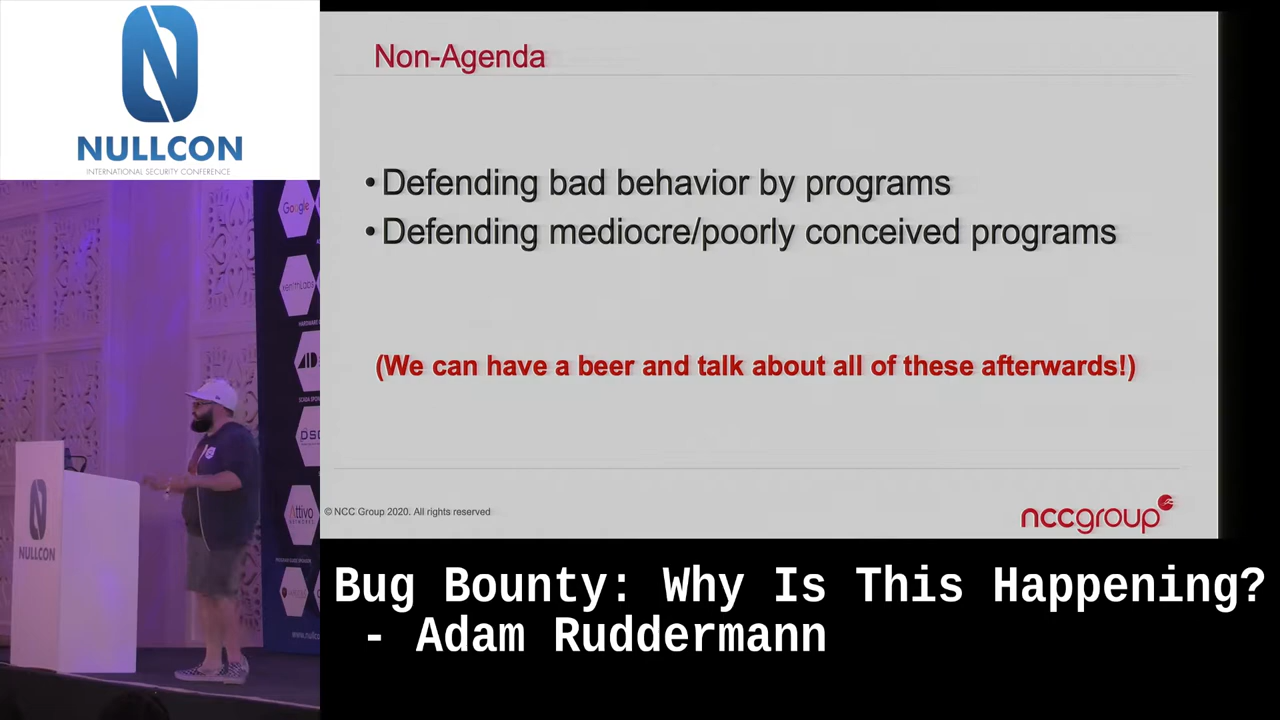 NULLCON
INTERNATIONAL SECURITY CONFERENCE
Non-Agenda
• Defending bad behavior by programs
• Defending mediocre/poorly conceived programs
(We can have a beer and talk about all of these afterwards!)
© NCC Group 2020. All rights reserved
nccgroup
Google
Attivo
NULLCON
Bug Bounty: Why Is This Happening?
- Adam Ruddermann